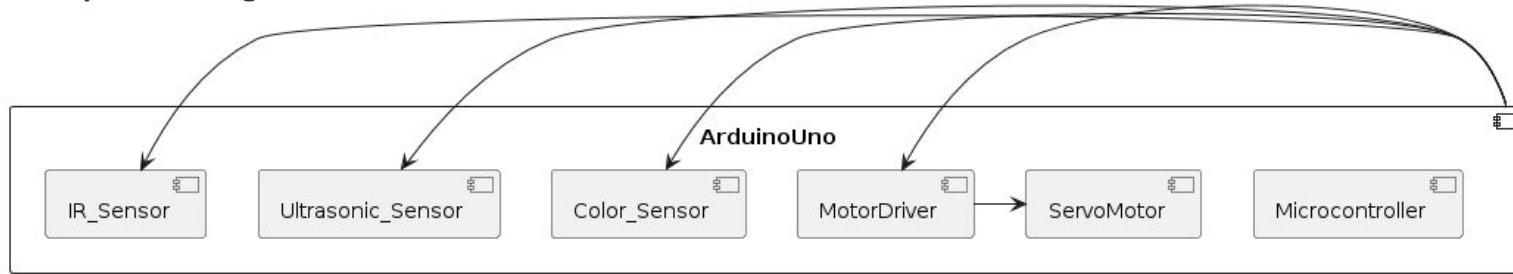 ArduinoUno
IR_Sensor
Ultrasonic_Sensor
Color_Sensor
MotorDriver
ServoMotor
Microcontroller